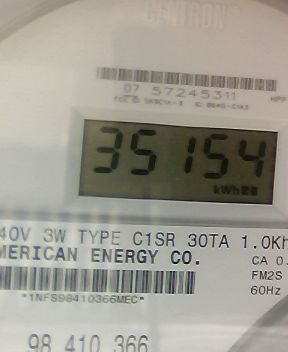 CENTRON
07 57245311
35154
kWh
40V 3W TYPE C1SR 30TA 1.0Kh
MERICAN ENERGY CO.
CA 0.
FM2S
*1NFS98410366MEC*
60Hz
98 410 366